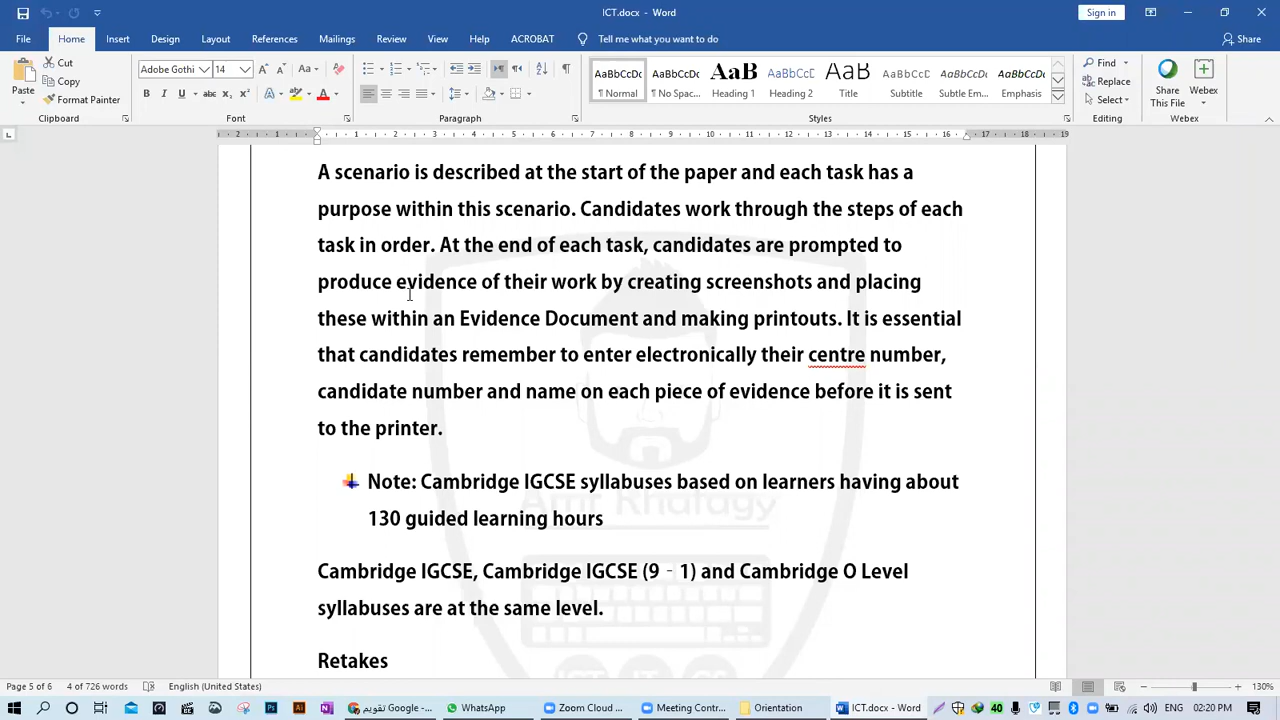 ICT.docx - Word
Sign in
File Home Insert Design Layout References Mailings Review View Help ACROBAT Tell me what you want to do Share
Paste
Cut
Copy
Format Painter
Adobe Gothi 14
Clipboard Font Paragraph Styles Editing Webex
AaBbCcDc AaBbCcDc AaB AaBbCcD AaB AaBbCcD AaBbCcDc AaBbCcDc
¶ Normal ¶ No Spac... Heading 1 Heading 2 Title Subtitle Subtle Em... Emphasis
Find
Replace
Select
Share This File
Webex
A scenario is described at the start of the paper and each task has a
purpose within this scenario. Candidates work through the steps of each
task in order. At the end of each task, candidates are prompted to
produce evidence of their work by creating screenshots and placing
these within an Evidence Document and making printouts. It is essential
that candidates remember to enter electronically their centre number,
candidate number and name on each piece of evidence before it is sent
to the printer.
Note: Cambridge IGCSE syllabuses based on learners having about
130 guided learning hours
Amr Khafagy
Cambridge IGCSE, Cambridge IGCSE (9 - 1) and Cambridge O Level
syllabuses are at the same level.
Retakes
ICT IT CS
Page 5 of 6 4 of 726 words English (United States) 130%
تقويم Google - ... WhatsApp Zoom Cloud ... Meeting Contr... Orientation ICT.docx - Word 40 ENG 02:20 PM